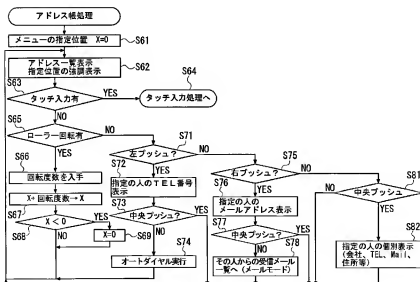 アドレス帳処理
メニューの指定位置 X=0
S61
アドレス一覧表示
指定位置の強調表示
S62
S63
タッチ入力有
YES
S64
タッチ入力処理へ
NO
S65
ローラー回転有
NO
YES
S66
回転度数を入手
S67
X+回転度数→X
S68
X<0
YES
X=0
S69
NO
S71
左プッシュ?
NO
YES
S72
指定の人のTEL番号
表示
S73
中央プッシュ?
YES
NO
S74
オートダイヤル実行
S75
右プッシュ?
NO
YES
S76
指定の人の
メールアドレス表示
S77
中央プッシュ?
YES
NO
S78
その人からの受信メール
一覧へ(メールモード)
S81
中央プッシュ
YES
NO
S82
指定の人の個別表示
(会社、TEL、Mail、
住所等)